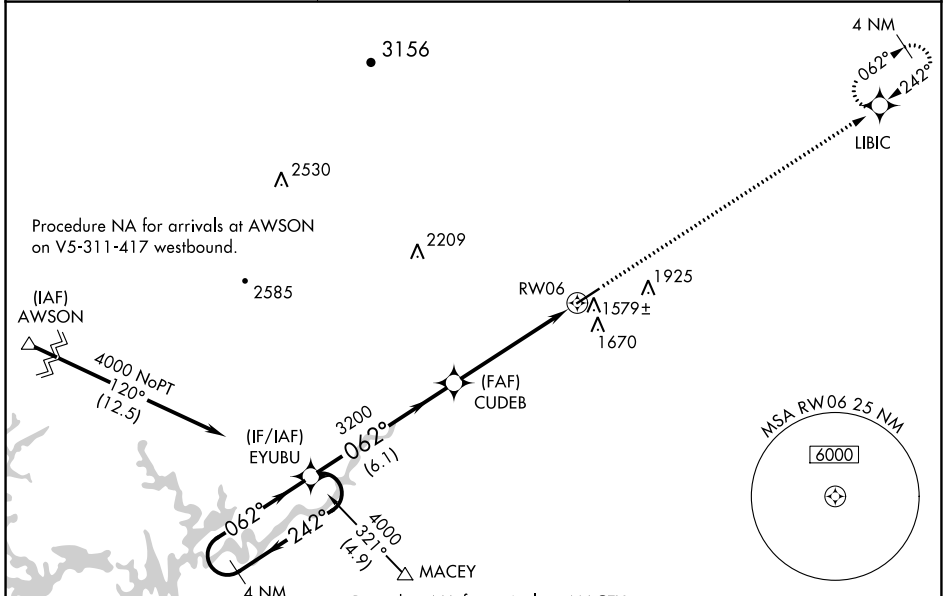 4 NM
3156
062°
242°
LIBIC
2530
Procedure NA for arrivals at AWSON
on V5-311-417 westbound.
2209
2585
RW06
1925
1579±
1670
(IAF)
AWSON
4000 NoPT
120°
(12.5)
(FAF)
CUDEB
3200
062°
(6.1)
(IF/IAF)
EYUBU
MSA RW06 25 NM
6000
062°
242°
4000
321°
(4.9)
MACEY
4 NM